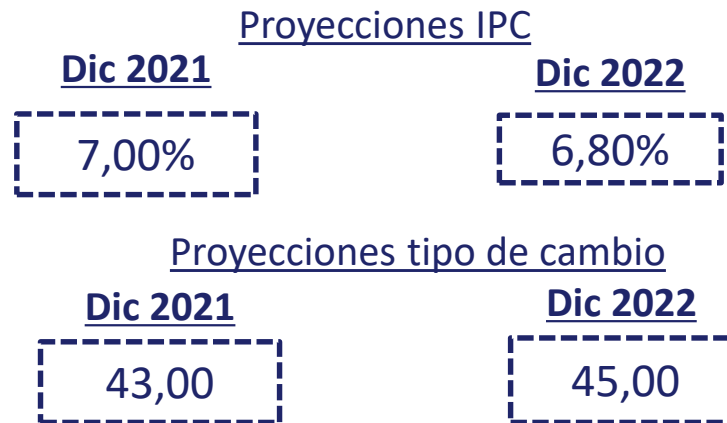 Proyecciones IPC
Dic 2021 Dic 2022
7,00% 6,80%
Proyecciones tipo de cambio
Dic 2021 Dic 2022
43,00 45,00